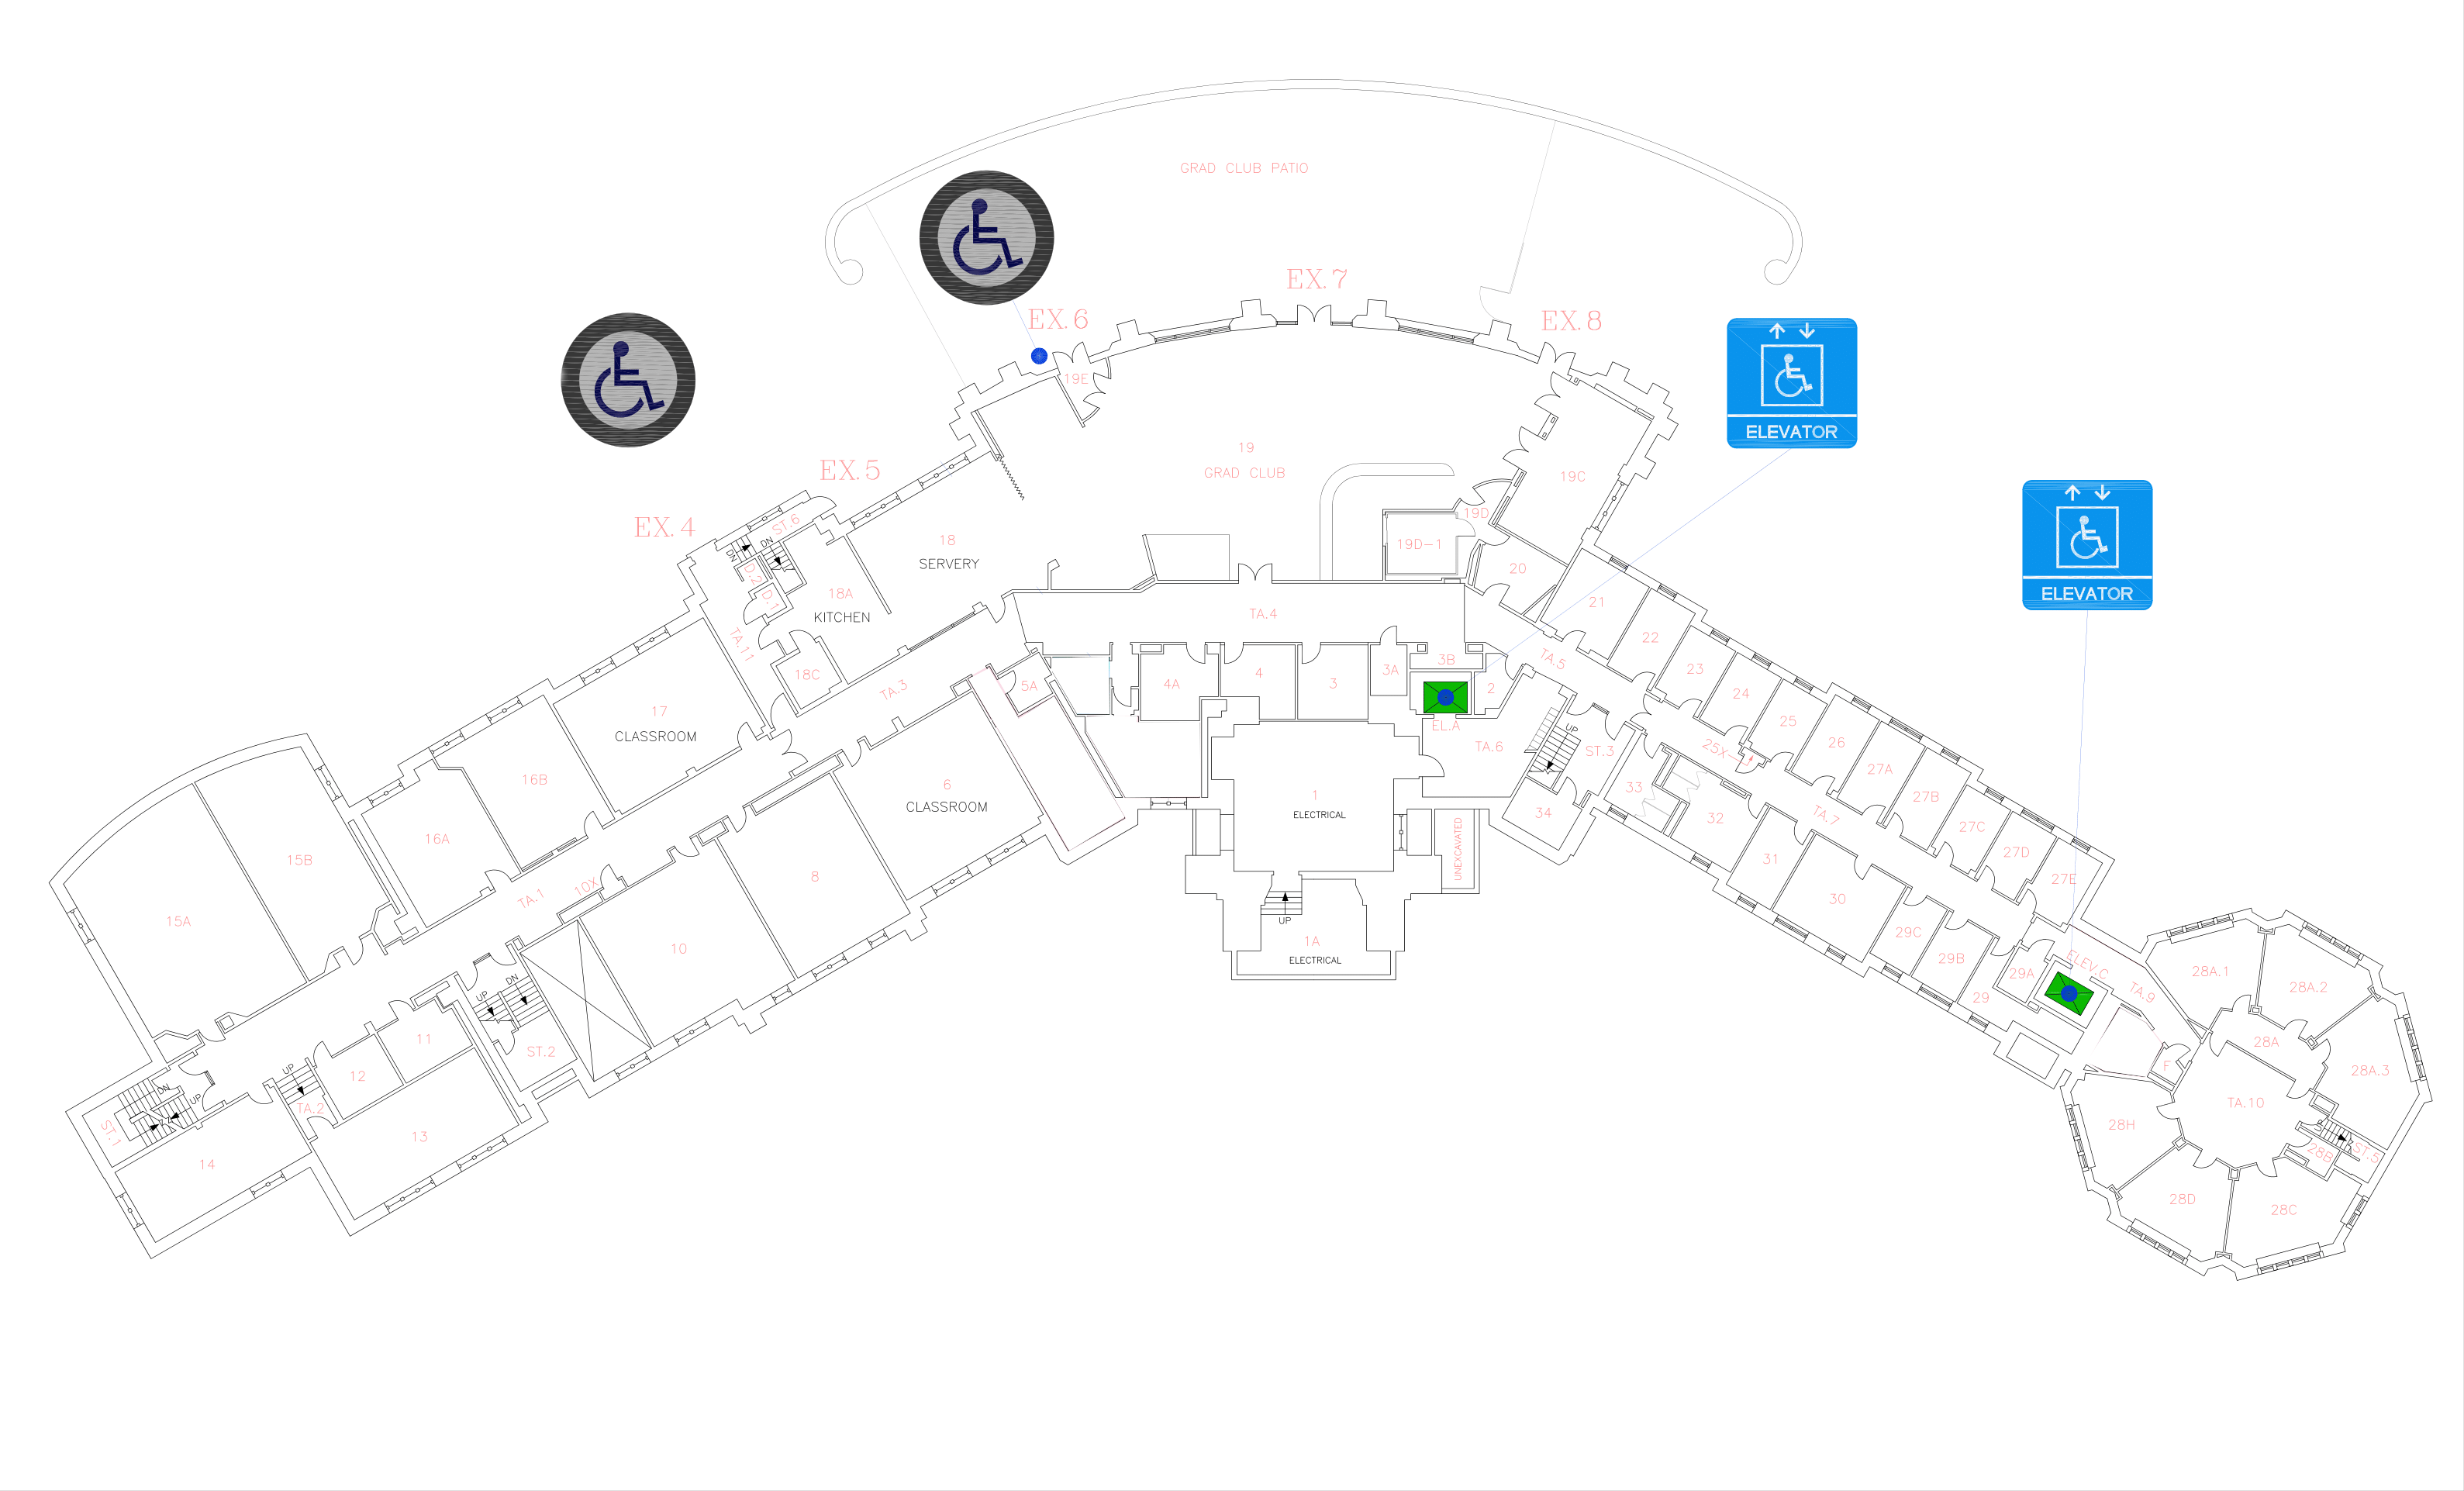 GRAD CLUB PATIO
EX. 7
EX. 6
EX. 8
19E
ELEVATOR
19
GRAD CLUB
EX. 5
19C
EX. 4
ST.6
DN
DN
19D
19D-1
18
SERVERY
D.2
D.1
18A
KITCHEN
20
ELEVATOR
21
TA.4
TA.11
22
TA.5
3B
3A
23
18C
5A
4A
4
3
2
TA.3
24
17
CLASSROOM
EL.A
25
UP
TA.6
ST.3
25X
26
27A
16B
6
CLASSROOM
33
27B
1
ELECTRICAL
34
32
TA.7
27C
16A
UNEXCAVATED
15B
31
27D
8
10X
TA.1
30
27E
15A
UP
29C
1A
ELECTRICAL
10
29B
ELEV.C
28A.1
29A
TA.9
28A.2
29
DN
UP
11
ST.2
28A
F
28A.3
12
UP
DN
UP
TA.2
TA.10
ST.1
13
28H
UP
28B
ST.5
14
28D
28C